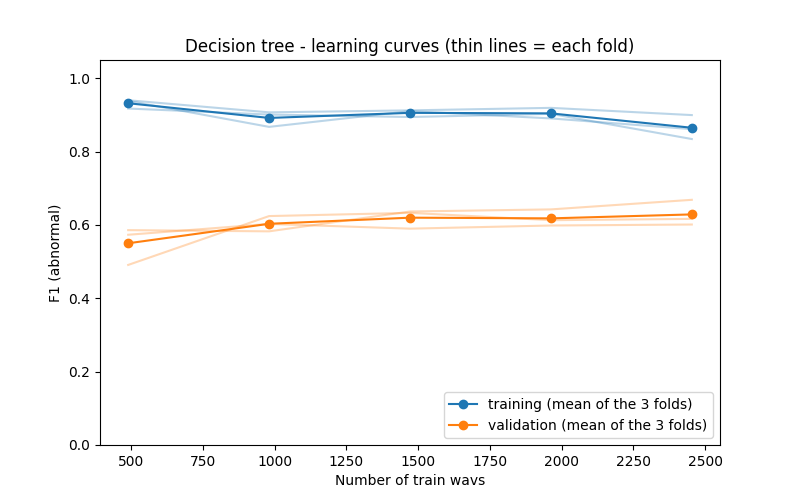 Decision tree - learning curves (thin lines = each fold)
F1 (abnormal)
1.0
0.8
0.6
0.4
0.2
0.0
training (mean of the 3 folds)
validation (mean of the 3 folds)
500 750 1000 1250 1500 1750 2000 2250 2500
Number of train wavs